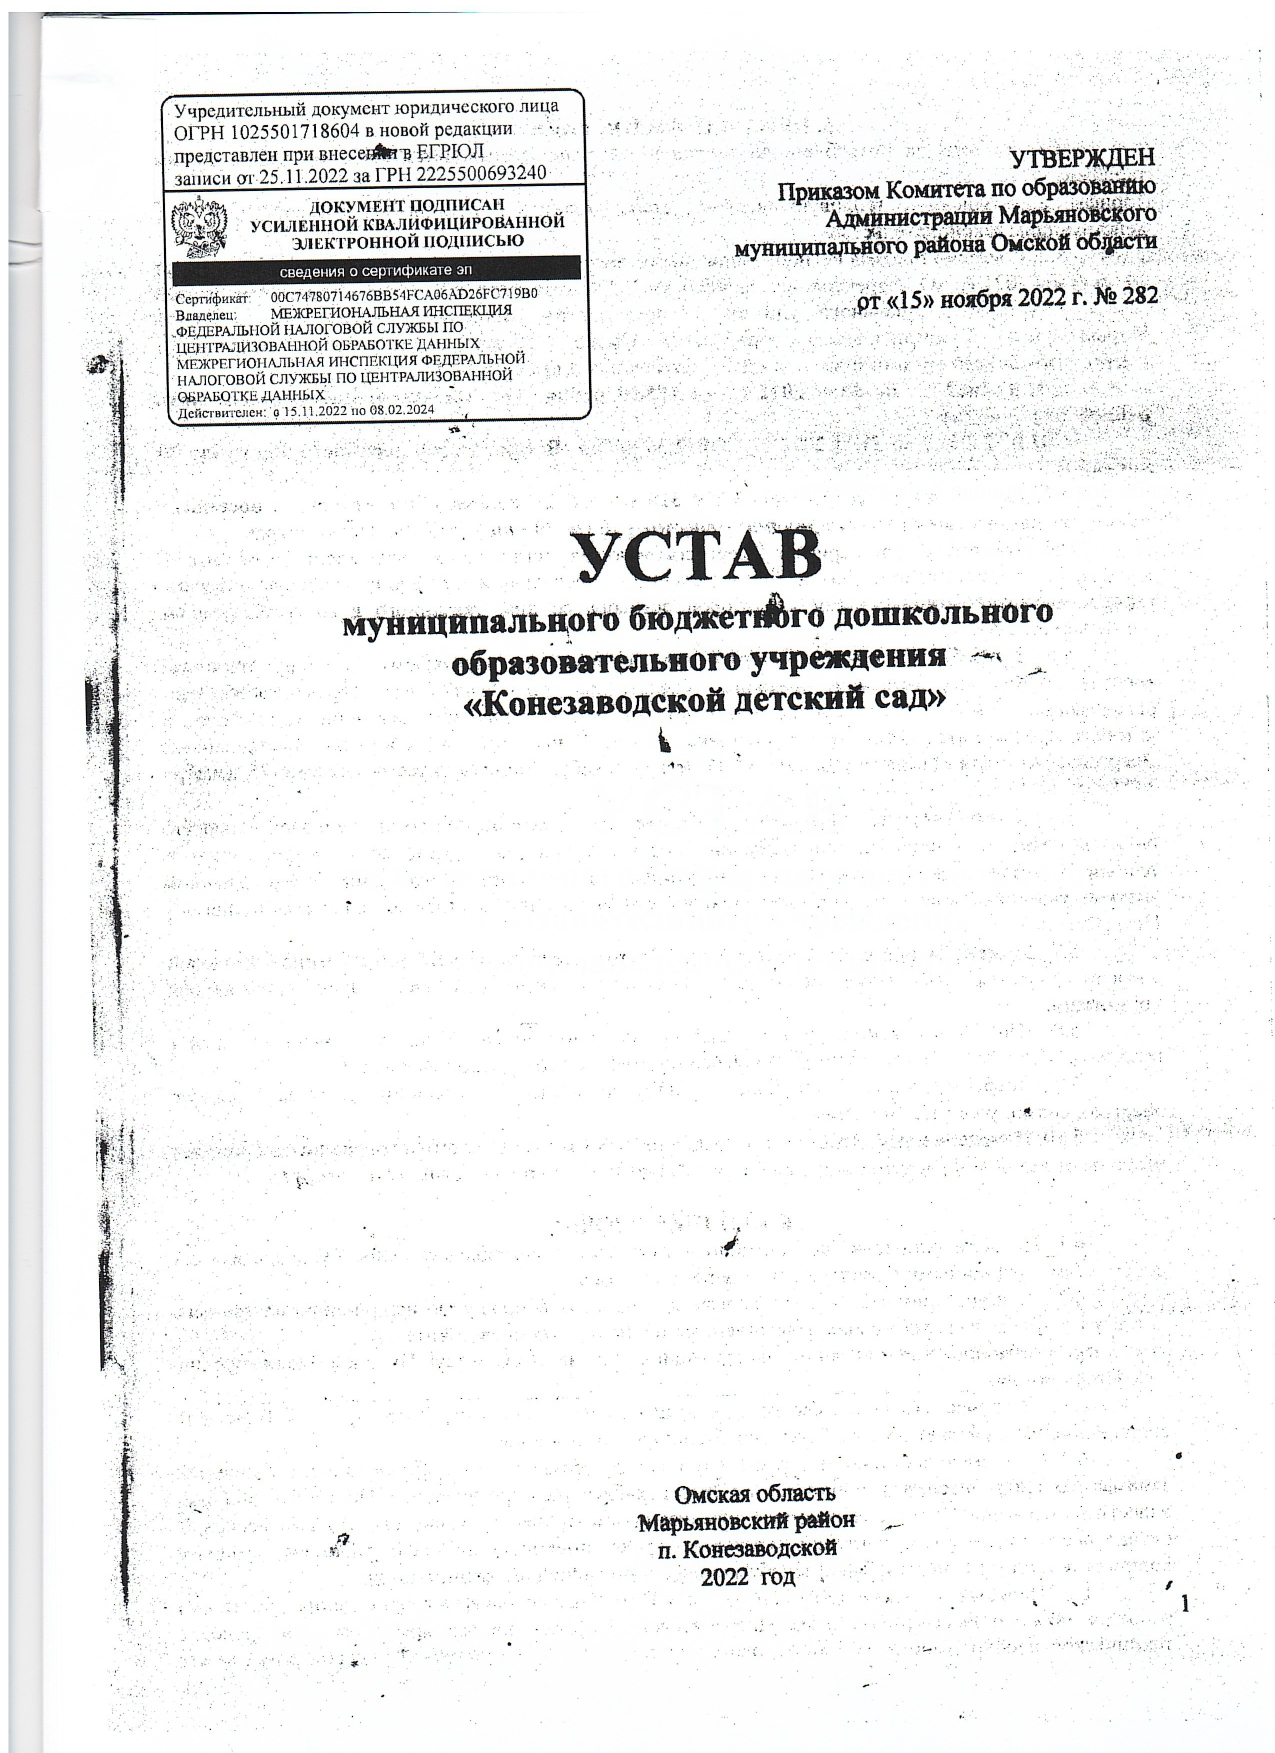 Учредительный документ юридического лица
ОГРН 1025501718604 в новой редакции
представлен при внесении в ЕГРЮЛ
записи от 25.11.2022 за ГРН 2225500693240
ДОКУМЕНТ ПОДПИСАН
УСИЛЕННОЙ КВАЛИФИЦИРОВАННОЙ
ЭЛЕКТРОННОЙ ПОДПИСЬЮ
сведения о сертификате эп
Сертификат: 00C74780714676BB54FCA06AD26FC719B0
Владелец: МЕЖРЕГИОНАЛЬНАЯ ИНСПЕКЦИЯ
ФЕДЕРАЛЬНОЙ НАЛОГОВОЙ СЛУЖБЫ ПО
ЦЕНТРАЛИЗОВАННОЙ ОБРАБОТКЕ ДАННЫХ
МЕЖРЕГИОНАЛЬНАЯ ИНСПЕКЦИЯ ФЕДЕРАЛЬНОЙ
НАЛОГОВОЙ СЛУЖБЫ ПО ЦЕНТРАЛИЗОВАННОЙ
ОБРАБОТКЕ ДАННЫХ
Действителен: с 15.11.2022 по 08.02.2024
УТВЕРЖДЕН
Приказом Комитета по образованию
Администрации Марьяновского
муниципального района Омской области
от «15» ноября 2022 г. № 282
УСТАВ
муниципального бюджетного дошкольного
образовательного учреждения
«Конезаводской детский сад»
Омская область
Марьяновский район
п. Конезаводской
2022 год
1